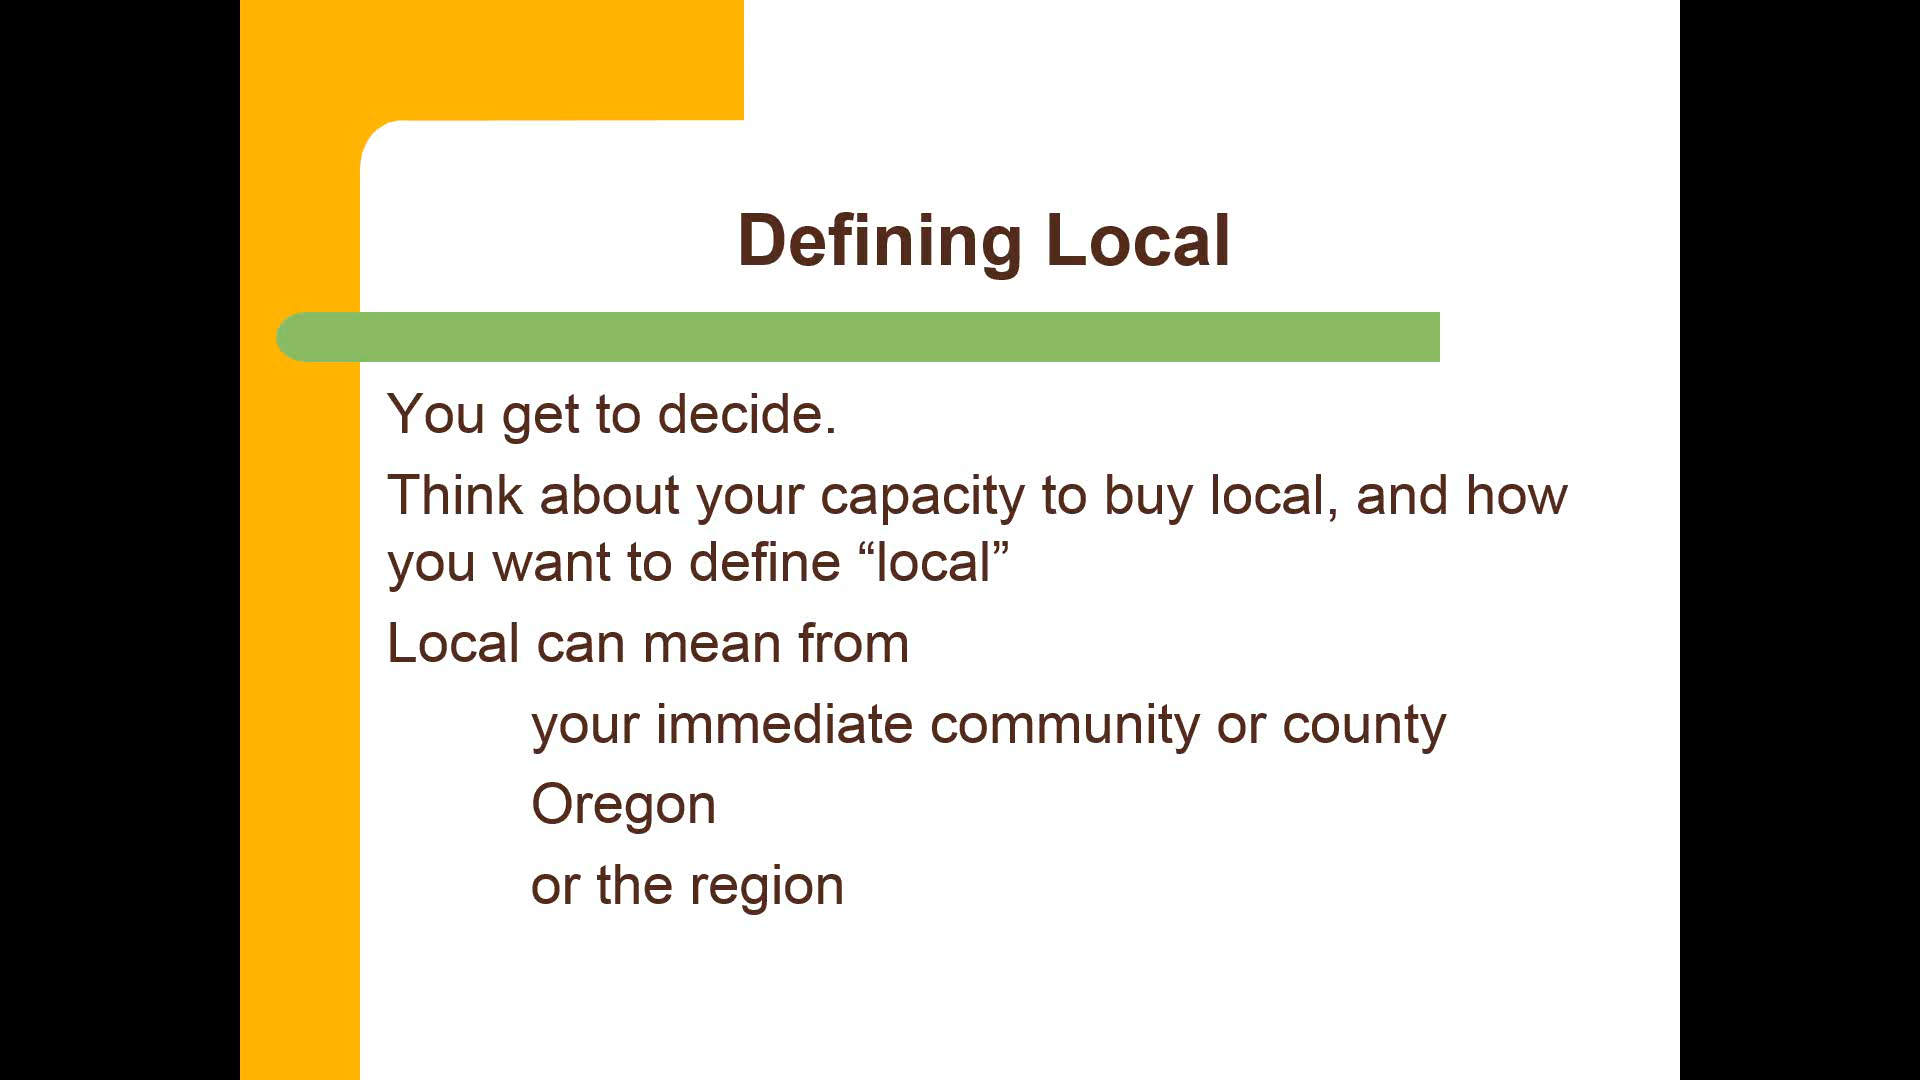 Defining Local
You get to decide.
Think about your capacity to buy local, and how
you want to define “local”
Local can mean from
your immediate community or county
Oregon
or the region